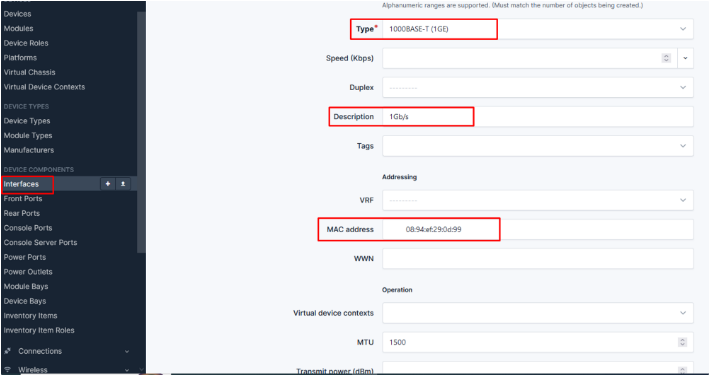 Devices
Modules
Device Roles
Platforms
Virtual Chassis
Virtual Device Contexts
DEVICE TYPES
Device Types
Module Types
Manufacturers
DEVICE COMPONENTS
Interfaces
Front Ports
Rear Ports
Console Ports
Console Server Ports
Power Ports
Power Outlets
Module Bays
Device Bays
Inventory Items
Inventory Item Roles
Connections
Wireless
Alphanumeric ranges are supported. (Must match the number of objects being created.)
Type* 1000BASE-T (1GE)
Speed (Kbps)
Duplex ---------
Description 1Gb/s
Tags
Addressing
VRF ---------
MAC address 08:94:ef:29:0d:99
WWN
Operation
Virtual device contexts
MTU 1500
Transmit power (dBm)